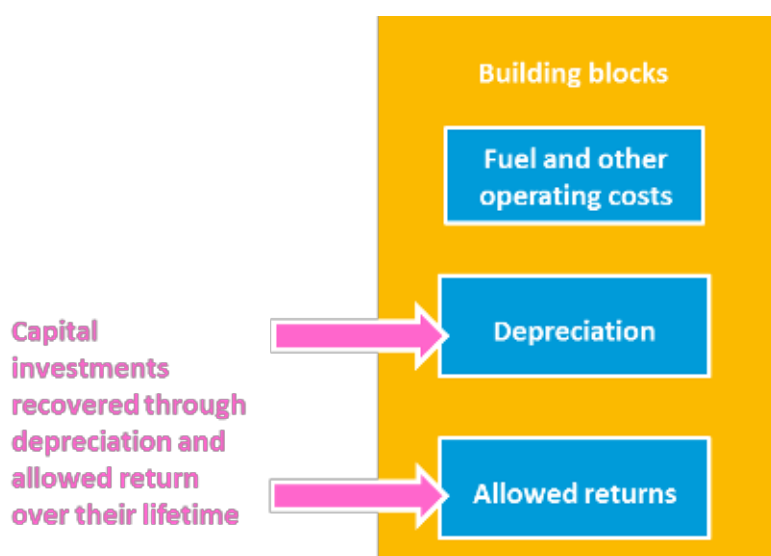 Building blocks
Fuel and other
operating costs
Depreciation
Capital
investments
recovered through
depreciation and
allowed return
over their lifetime
Allowed returns